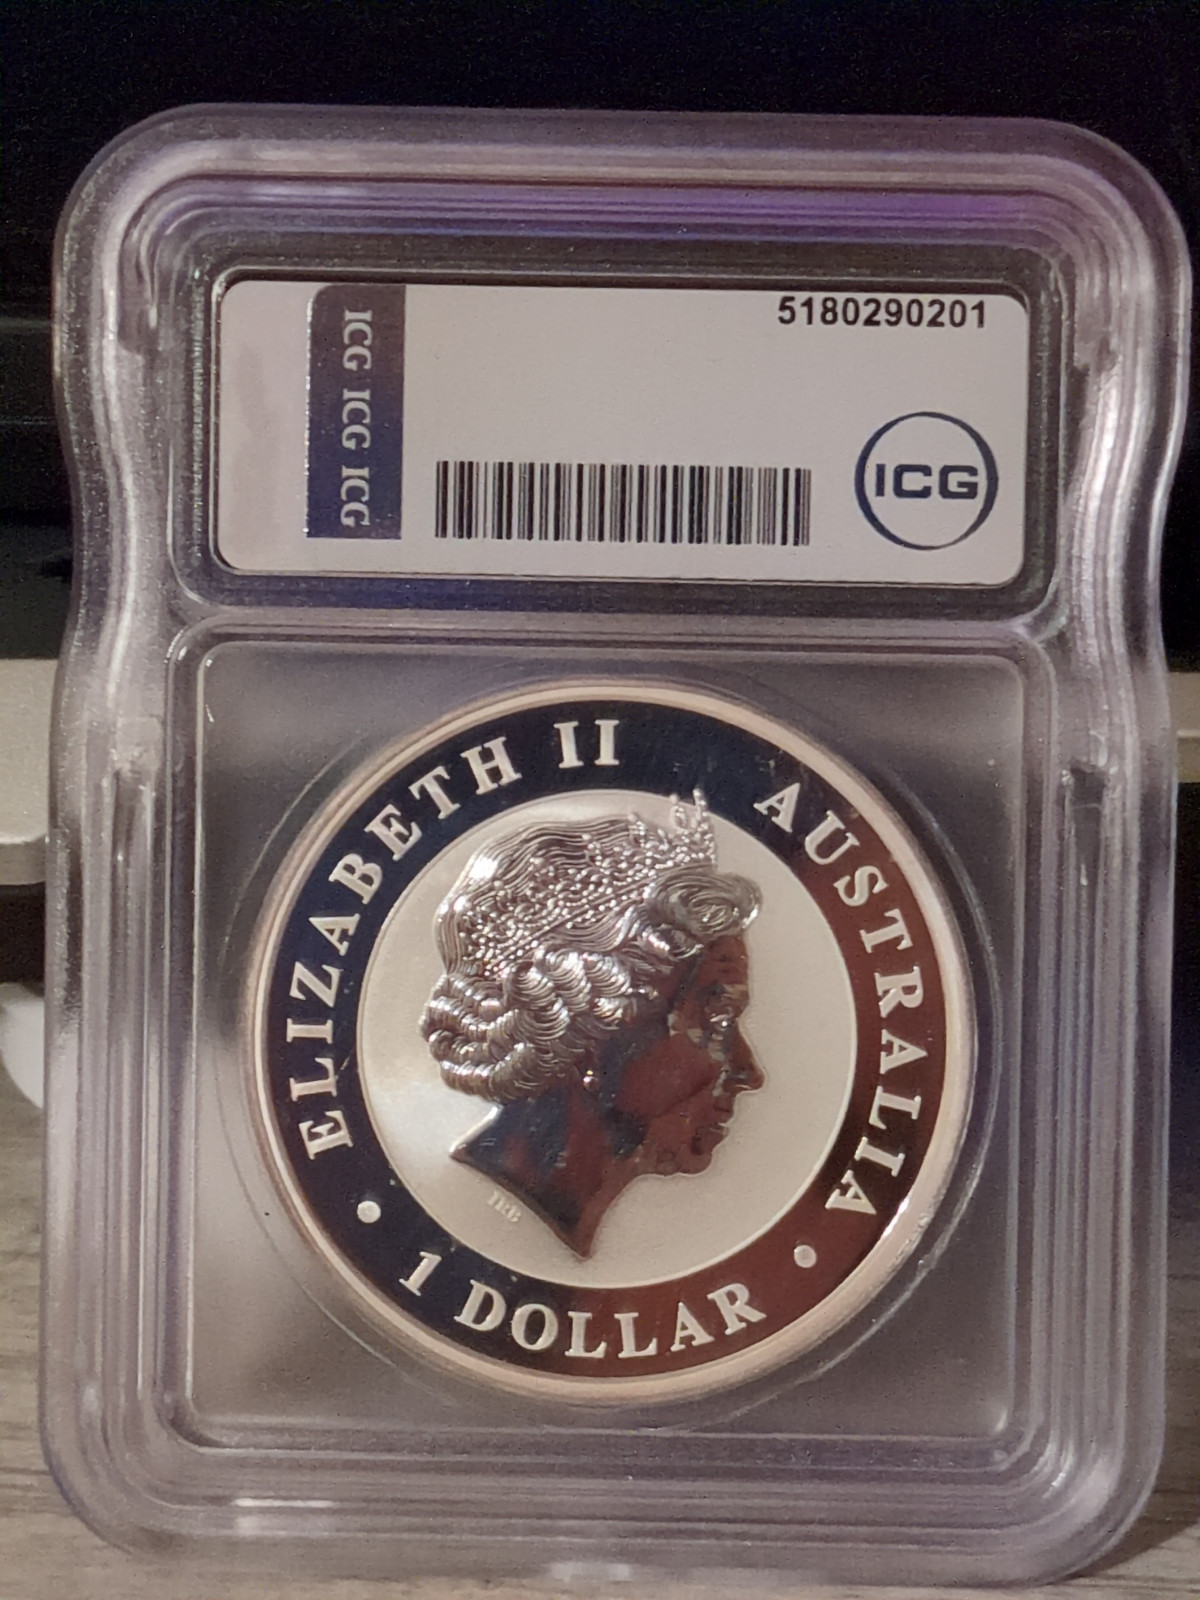 5180290201
ICG ICG ICG
ICG
ELIZABETH II AUSTRALIA
IRB
• 1 DOLLAR •